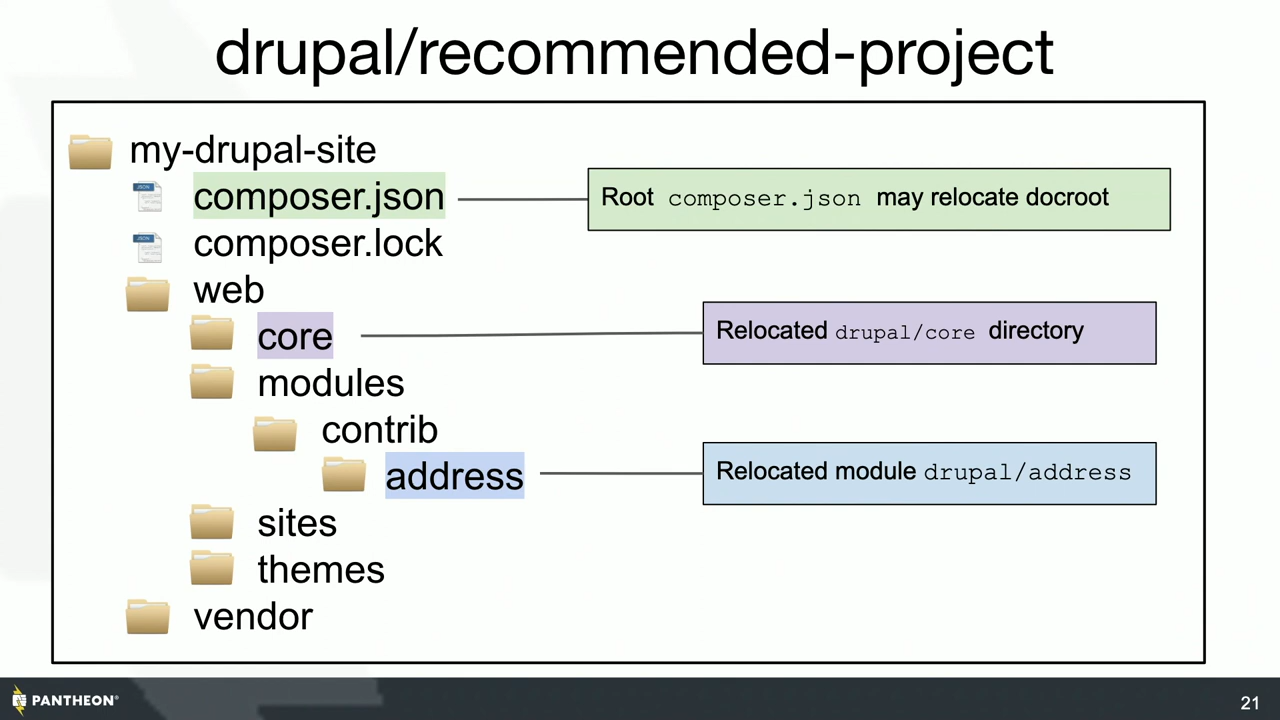 drupal/recommended-project
my-drupal-site
composer.json
Root composer.json may relocate docroot
composer.lock
web
core
Relocated drupal/core directory
modules
contrib
address
Relocated module drupal/address
sites
themes
vendor
PANTHEON®
21